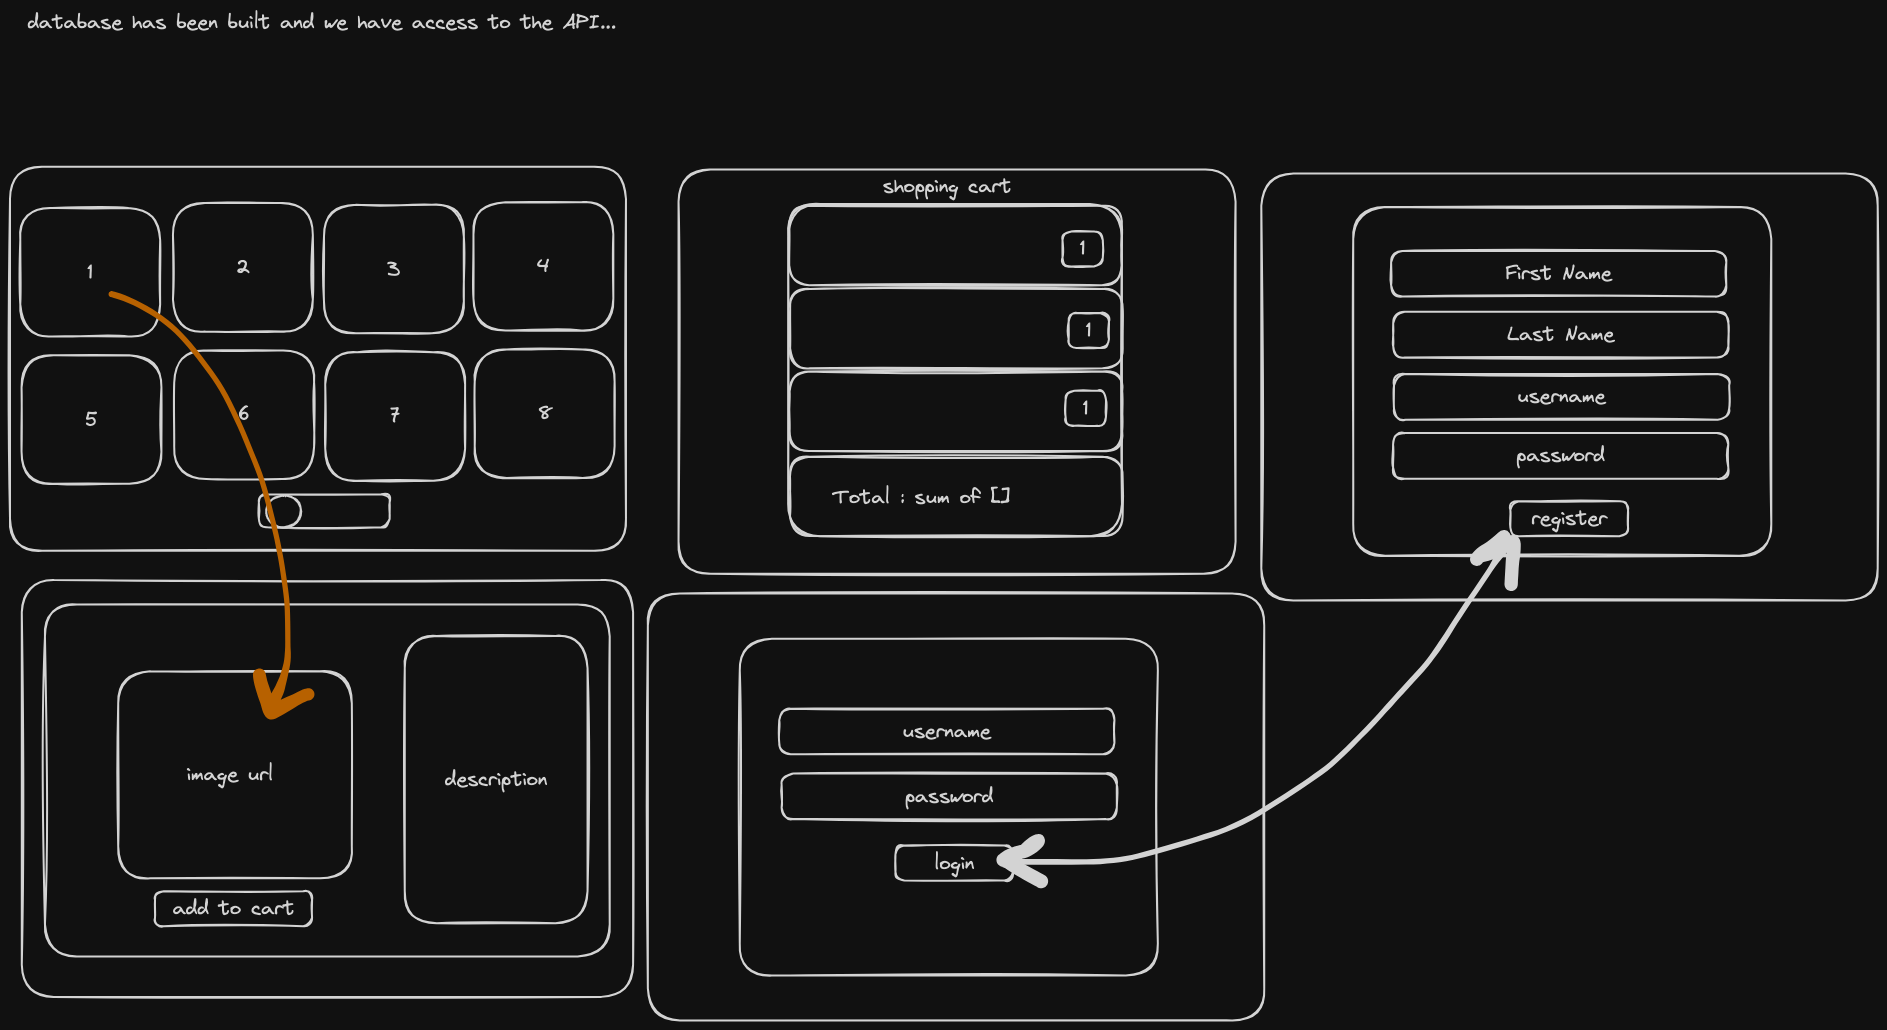 database has been built and we have access to the API...
1
2
3
4
5
6
7
8
shopping cart
1
1
1
Total : sum of []
First Name
Last Name
username
password
register
image url
description
add to cart
username
password
login